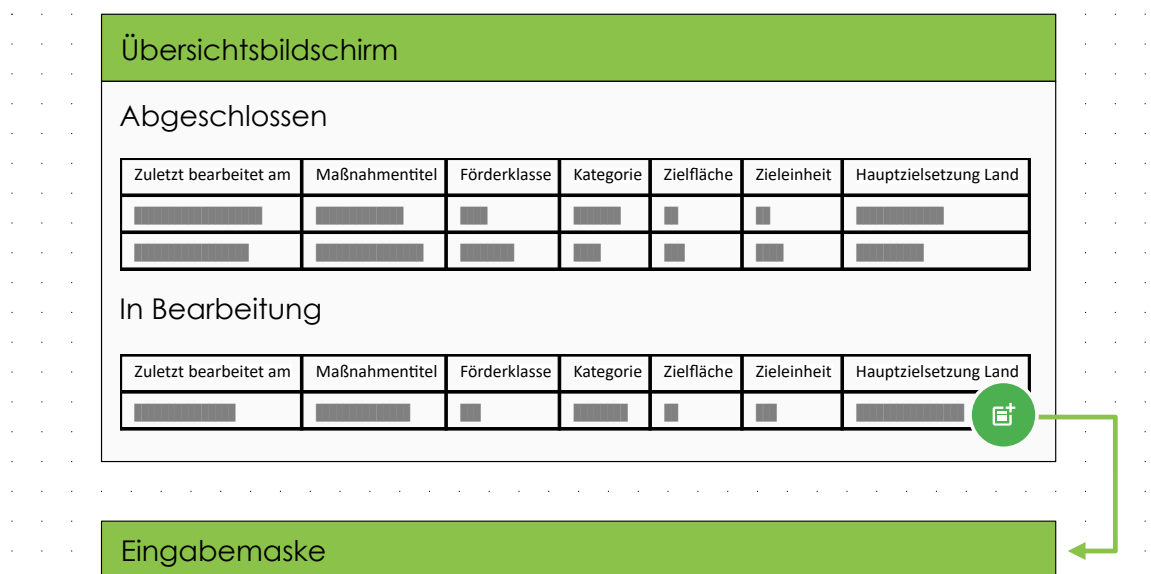 Übersichtsbildschirm
Abgeschlossen
Zuletzt bearbeitet am Maßnahmentitel Förderklasse Kategorie Zielfläche Zieleinheit Hauptzielsetzung Land
In Bearbeitung
Zuletzt bearbeitet am Maßnahmentitel Förderklasse Kategorie Zielfläche Zieleinheit Hauptzielsetzung Land
Eingabemaske